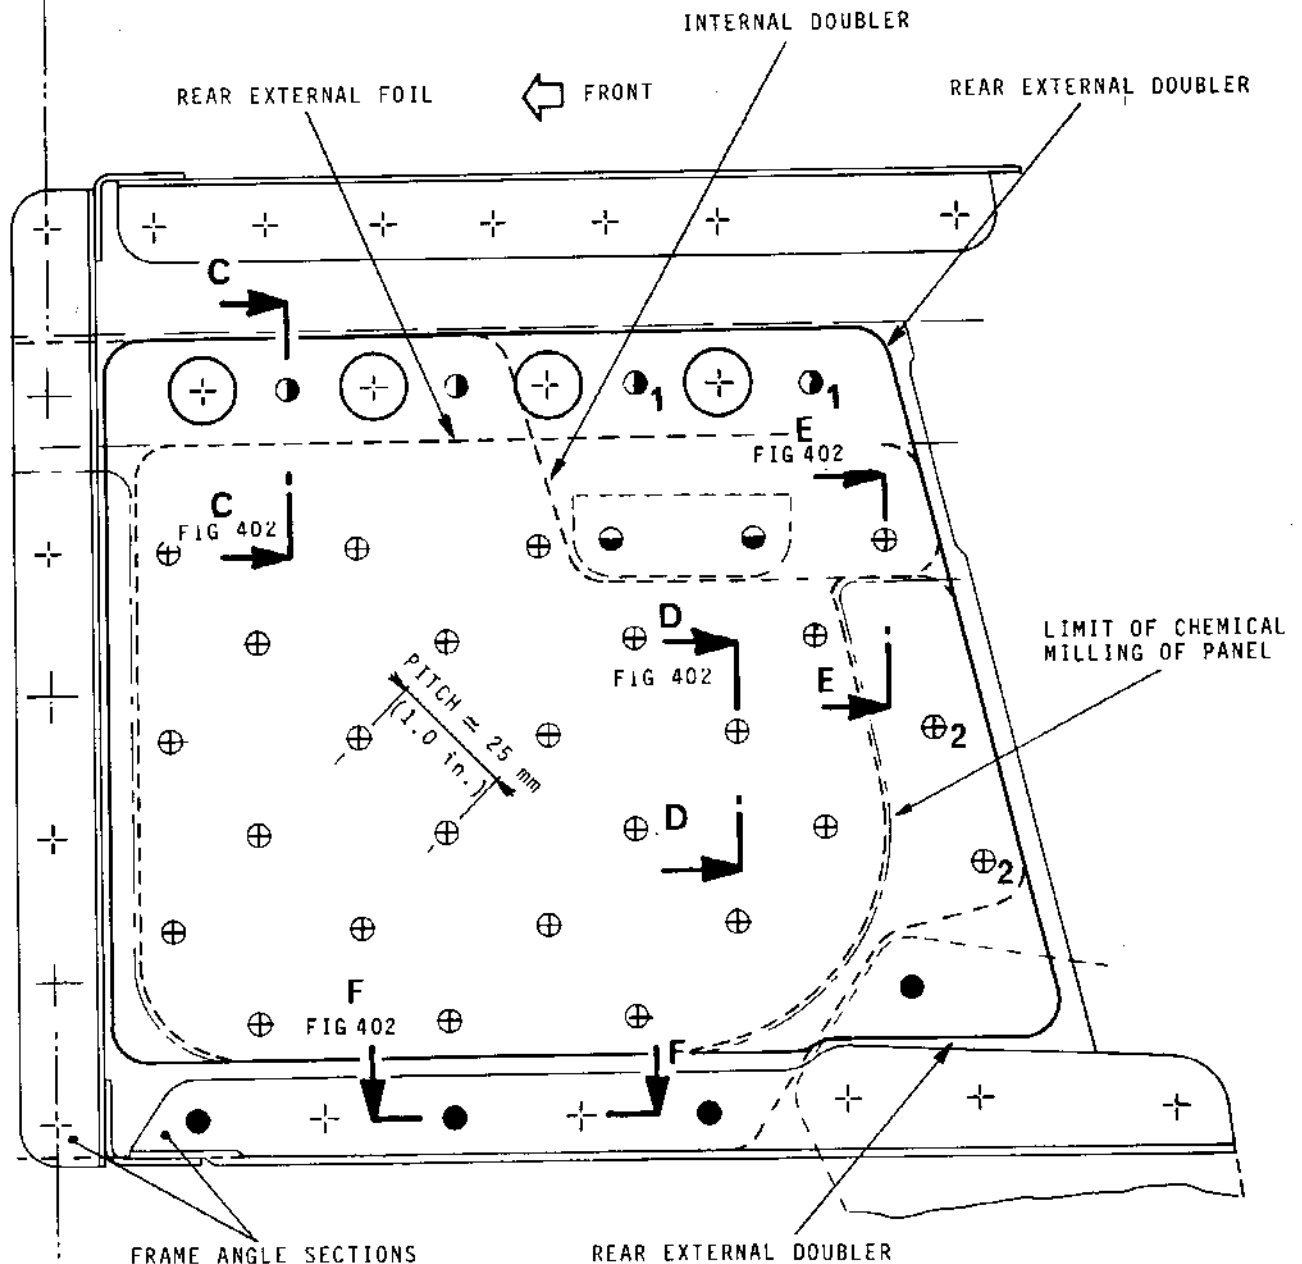 INTERNAL DOUBLER
REAR EXTERNAL FOIL
FRONT
REAR EXTERNAL DOUBLER
C
1
1
E
FIG 402
C
FIG 402
D
FIG 402
E
LIMIT OF CHEMICAL
MILLING OF PANEL
PITCH ≃ 25 mm
(1.0 in.)
2
D
2
F
FIG 402
F
FRAME ANGLE SECTIONS
REAR EXTERNAL DOUBLER